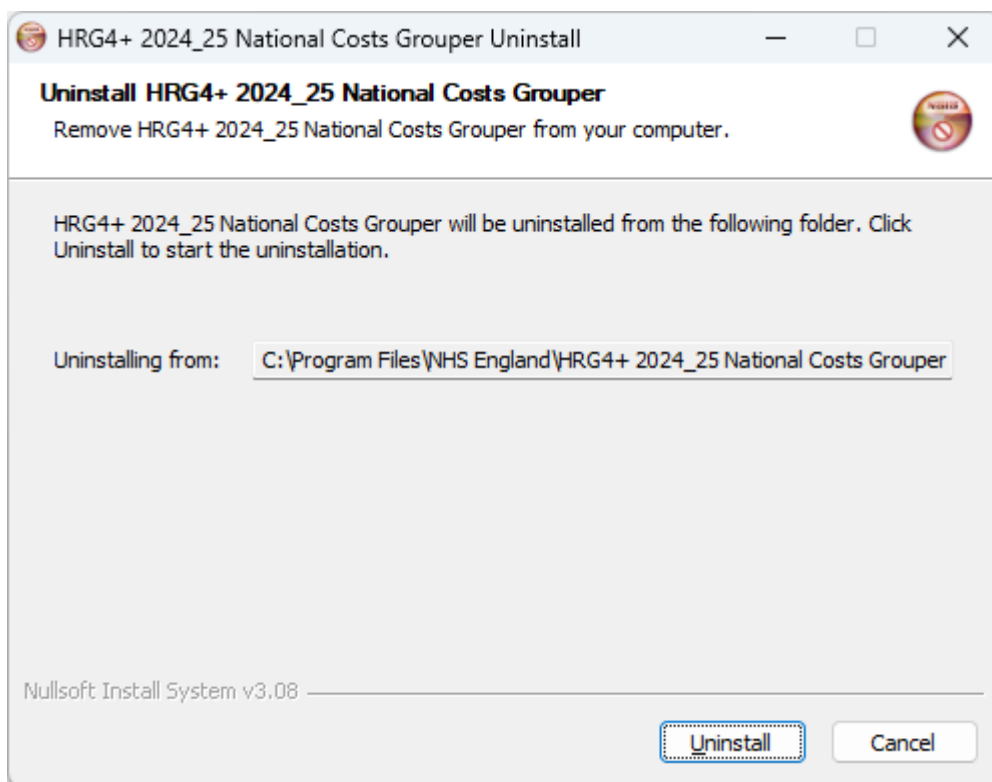 HRG4+ 2024_25 National Costs Grouper Uninstall
Uninstall HRG4+ 2024_25 National Costs Grouper
Remove HRG4+ 2024_25 National Costs Grouper from your computer.
HRG4+ 2024_25 National Costs Grouper will be uninstalled from the following folder. Click
Uninstall to start the uninstallation.
Uninstalling from: C:\Program Files\NHS England\HRG4+ 2024_25 National Costs Grouper
Nullsoft Install System v3.08
Uninstall Cancel